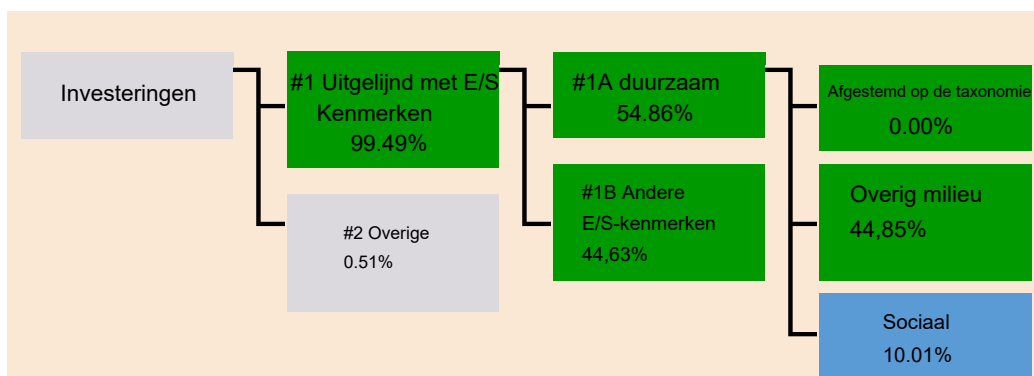 Investeringen
#1 Uitgelijnd met E/S
Kenmerken
99.49%
#2 Overige
0.51%
#1A duurzaam
54.86%
#1B Andere
E/S-kenmerken
44,63%
Afgestemd op de taxonomie
0.00%
Overig milieu
44,85%
Sociaal
10.01%